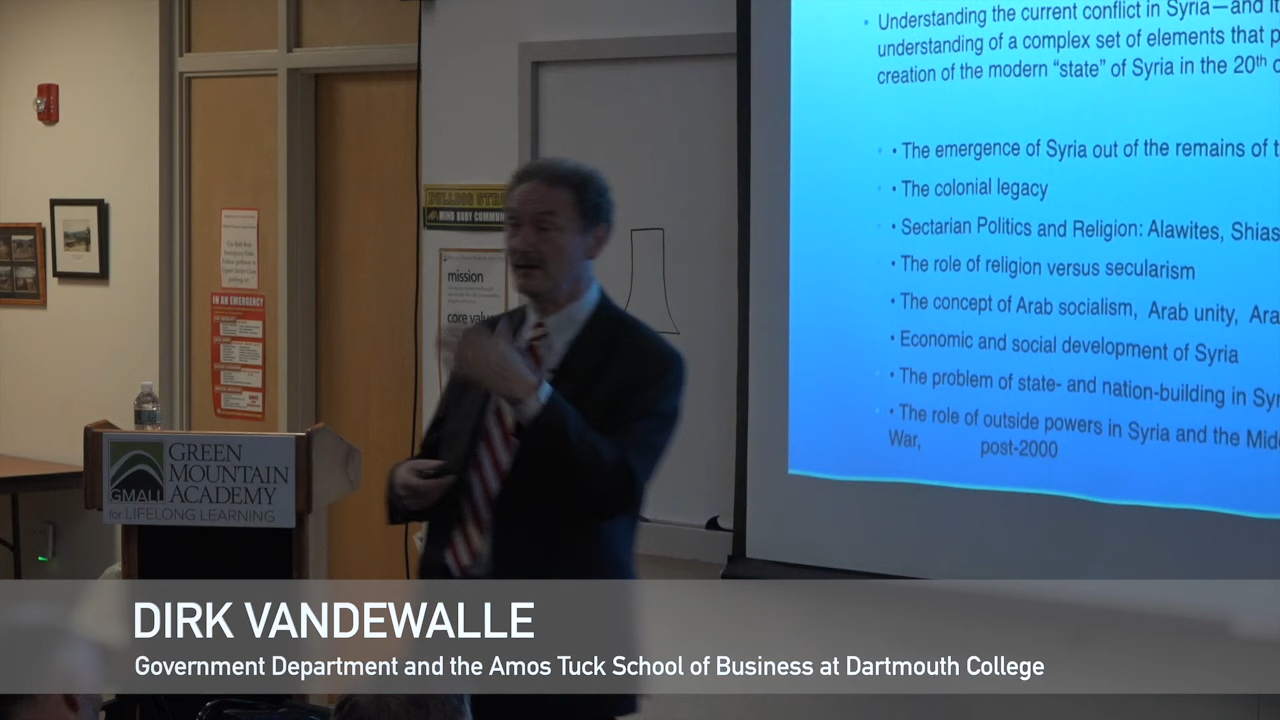 Understanding the current conflict in Syria—and it
understanding of a complex set of elements that p
creation of the modern “state” of Syria in the 20th c
• The emergence of Syria out of the remains of t
• The colonial legacy
• Sectarian Politics and Religion: Alawites, Shias
• The role of religion versus secularism
• The concept of Arab socialism, Arab unity, Ara
• Economic and social development of Syria
• The problem of state- and nation-building in Syr
• The role of outside powers in Syria and the Mid
War, post-2000
BULLDOG STR
MIND BODY COMMUN
mission
core valu
IN AN EMERGENCY
GMALL
GREEN
MOUNTAIN
ACADEMY
for LIFELONG LEARNING
DIRK VANDEWALLE
Government Department and the Amos Tuck School of Business at Dartmouth College